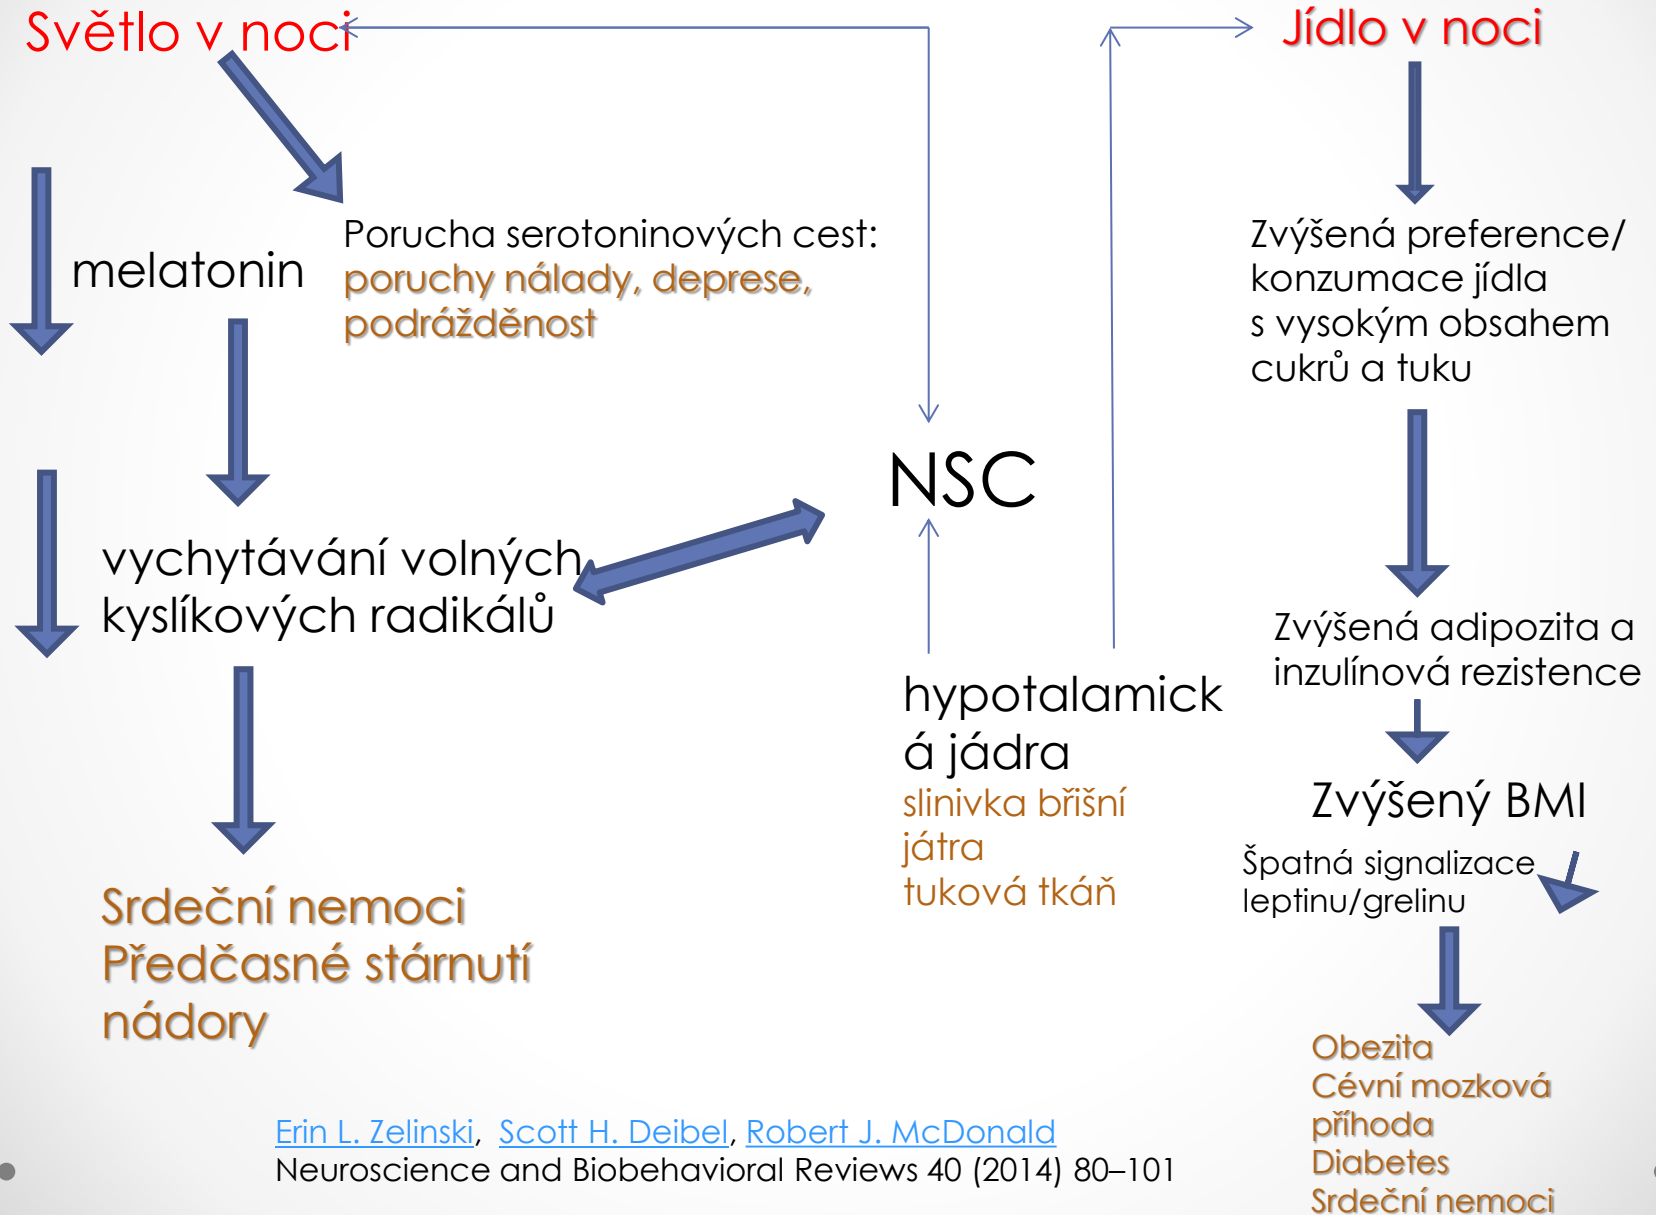 Světlo v noci
Jídlo v noci
melatonin
Porucha serotoninových cest:
poruchy nálady, deprese,
podrážděnost
Zvýšená preference/
konzumace jídla
s vysokým obsahem
cukrů a tuku
NSC
vychytávání volných
kyslíkových radikálů
Zvýšená adipozita a
inzulínová rezistence
hypotalamick
á jádra
slinivka břišní
játra
tuková tkáň
Zvýšený BMI
Špatná signalizace
leptinu/grelinu
Srdeční nemoci
Předčasné stárnutí
nádory
Obezita
Cévní mozková
příhoda
Diabetes
Srdeční nemoci
Erin L. Zelinski, Scott H. Deibel, Robert J. McDonald
Neuroscience and Biobehavioral Reviews 40 (2014) 80–101